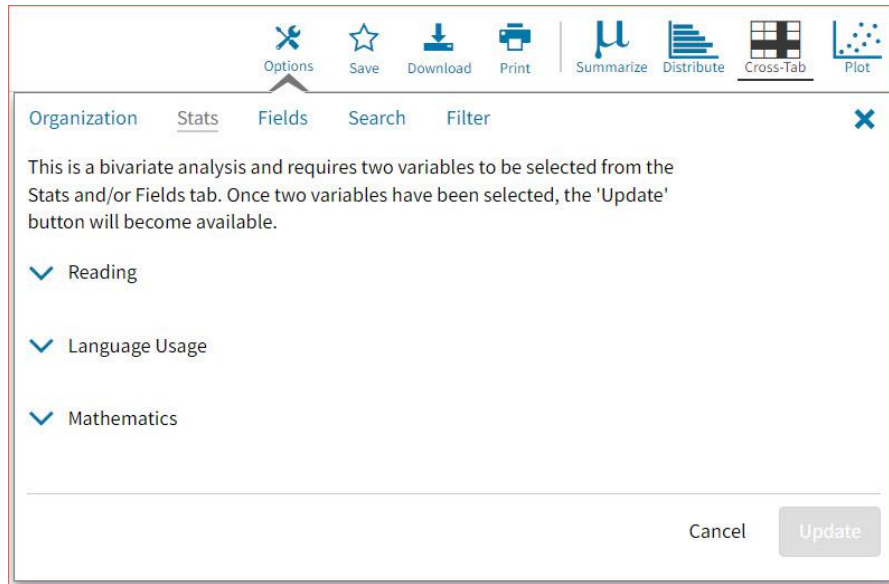 Options Save Download Print Summarize Distribute Cross-Tab Plot
Organization Stats Fields Search Filter
This is a bivariate analysis and requires two variables to be selected from the
Stats and/or Fields tab. Once two variables have been selected, the 'Update'
button will become available.
Reading
Language Usage
Mathematics
Cancel Update